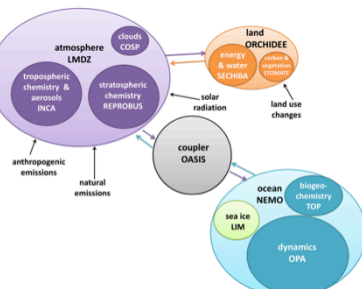 clouds
COSP
atmosphere
LMDZ
tropospheric
chemistry &
aerosols
INCA
stratospheric
chemistry
REPROBUS
land
ORCHIDEE
energy
& water
SECHIBA
carbon &
vegetation
STOMATE
solar
radiation
land use
changes
anthropogenic
emissions
natural
emissions
coupler
OASIS
ocean
NEMO
biogeo-
chemistry
TOP
sea ice
LIM
dynamics
OPA